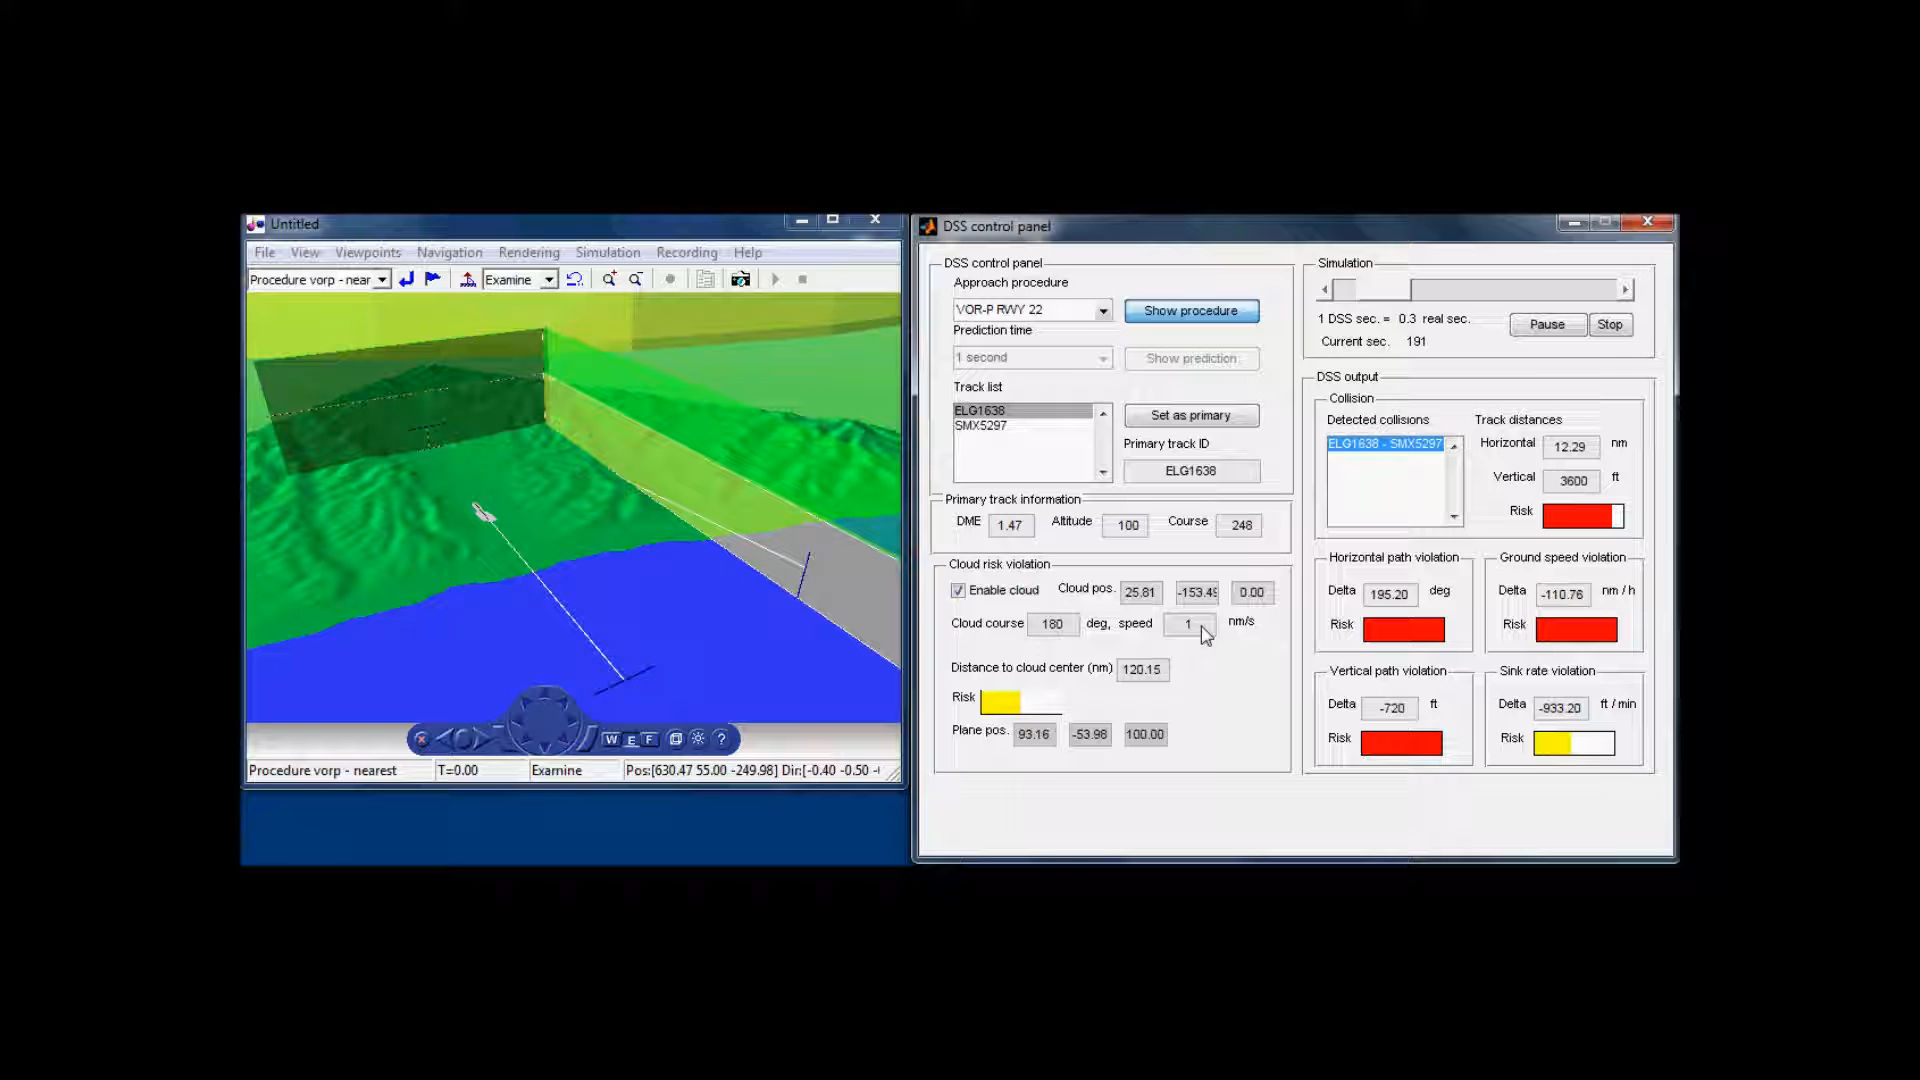 Untitled
File View Viewpoints Navigation Rendering Simulation Recording Help
Procedure vorp - near Examine
W E F ?
Procedure vorp - nearest T=0.00 Examine Pos:[630.47 55.00 -249.98] Dir:[-0.40 -0.50
DSS control panel
DSS control panel
Approach procedure
VOR-P RWY 22 Show procedure
Prediction time
1 second Show prediction
Track list
ELG1638
SMX5297
Set as primary
Primary track ID
ELG1638
Primary track information
DME 1.47 Altitude 100 Course 248
Cloud risk violation
Enable cloud Cloud pos. 25.81 -153.49 0.00
Cloud course 180 deg, speed 1 nm/s
Distance to cloud center (nm) 120.15
Risk
Plane pos. 93.16 -53.98 100.00
Simulation
1 DSS sec. = 0.3 real sec.
Current sec. 191
Pause Stop
DSS output
Collision
Detected collisions Track distances
ELG1638 - SMX5297
Horizontal 12.29 nm
Vertical 3600 ft
Risk
Horizontal path violation
Delta 195.20 deg
Risk
Ground speed violation
Delta -110.76 nm / h
Risk
Vertical path violation
Delta -720 ft
Risk
Sink rate violation
Delta -933.20 ft / min
Risk